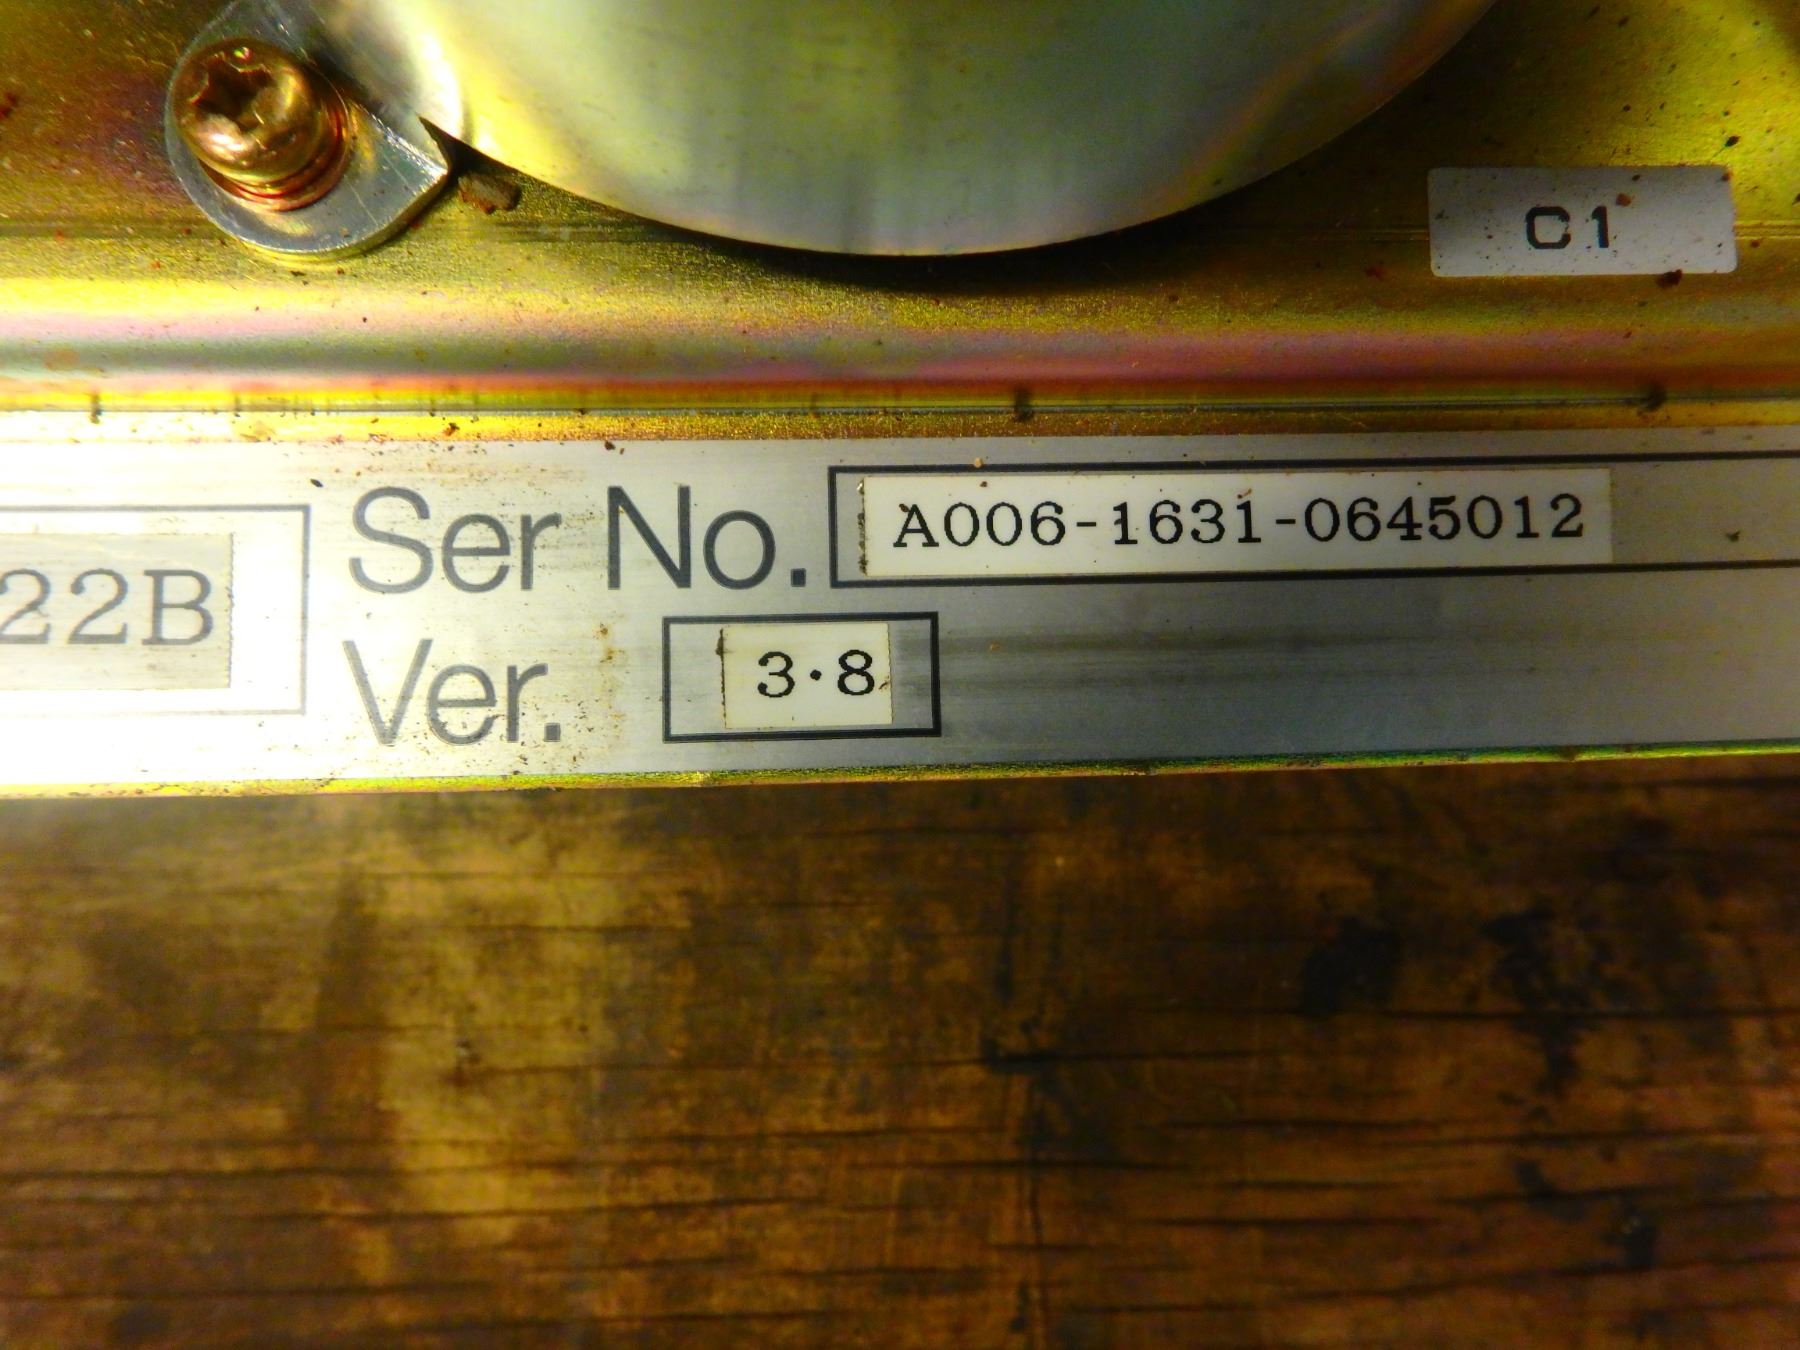 C1
Ser No. A006-1631-0645012
22B
Ver. 3·8